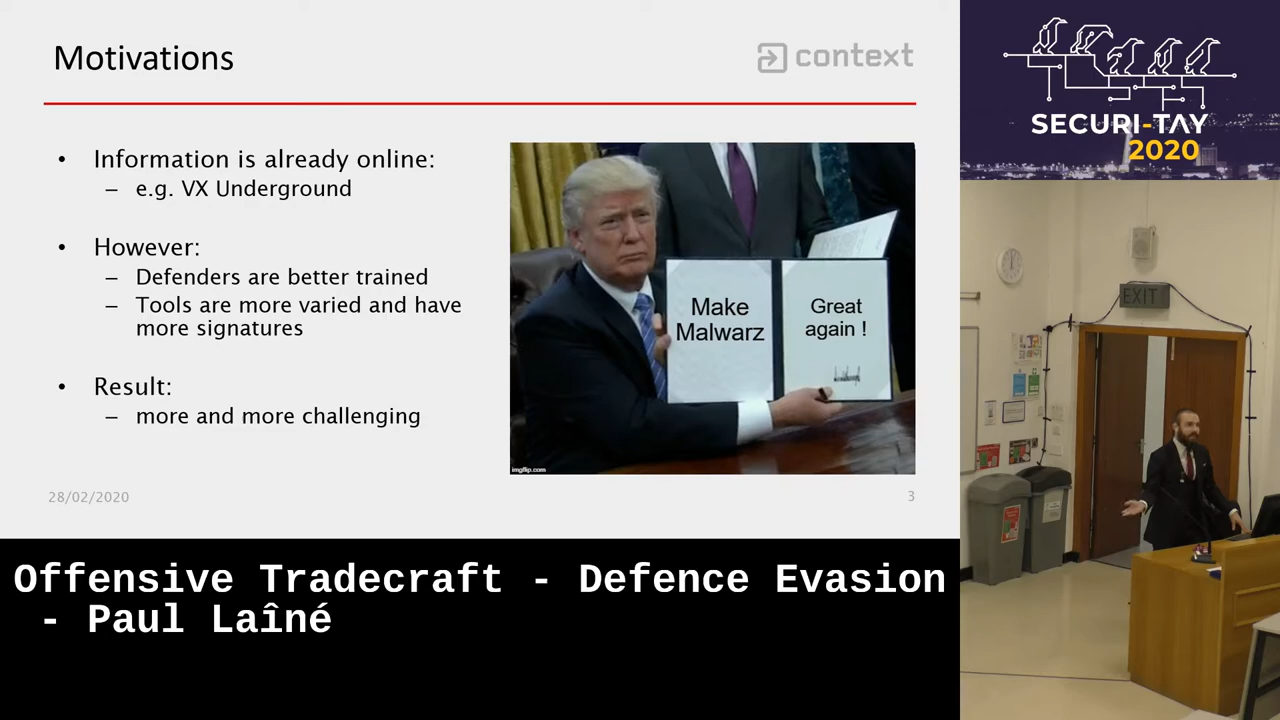 Motivations
context
• Information is already online:
– e.g. VX Underground
• However:
– Defenders are better trained
– Tools are more varied and have
more signatures
• Result:
– more and more challenging
Make
Malwarz
Great
again !
imgflip.com
28/02/2020
3
Offensive Tradecraft - Defence Evasion
- Paul Laîné
SECURI-TAY
2020
EXIT